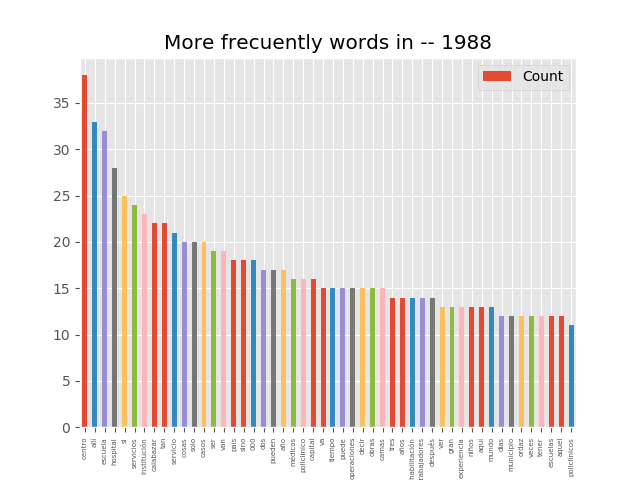 More frecuently words in -- 1988
Count
35
30
25
20
15
10
5
0
centro
allí
escuela
hospital
si
servicios
institución
calabazar
tan
servicio
cosas
solo
casos
ser
van
país
sino
000
dos
pueden
año
médicos
policlínico
capital
va
tiempo
puede
operaciones
decir
obras
camas
tres
años
habilitación
trabajadores
después
ver
gran
experiencia
niños
aquí
mundo
días
municipio
ordaz
veces
tener
escuelas
aquel
policlínicos